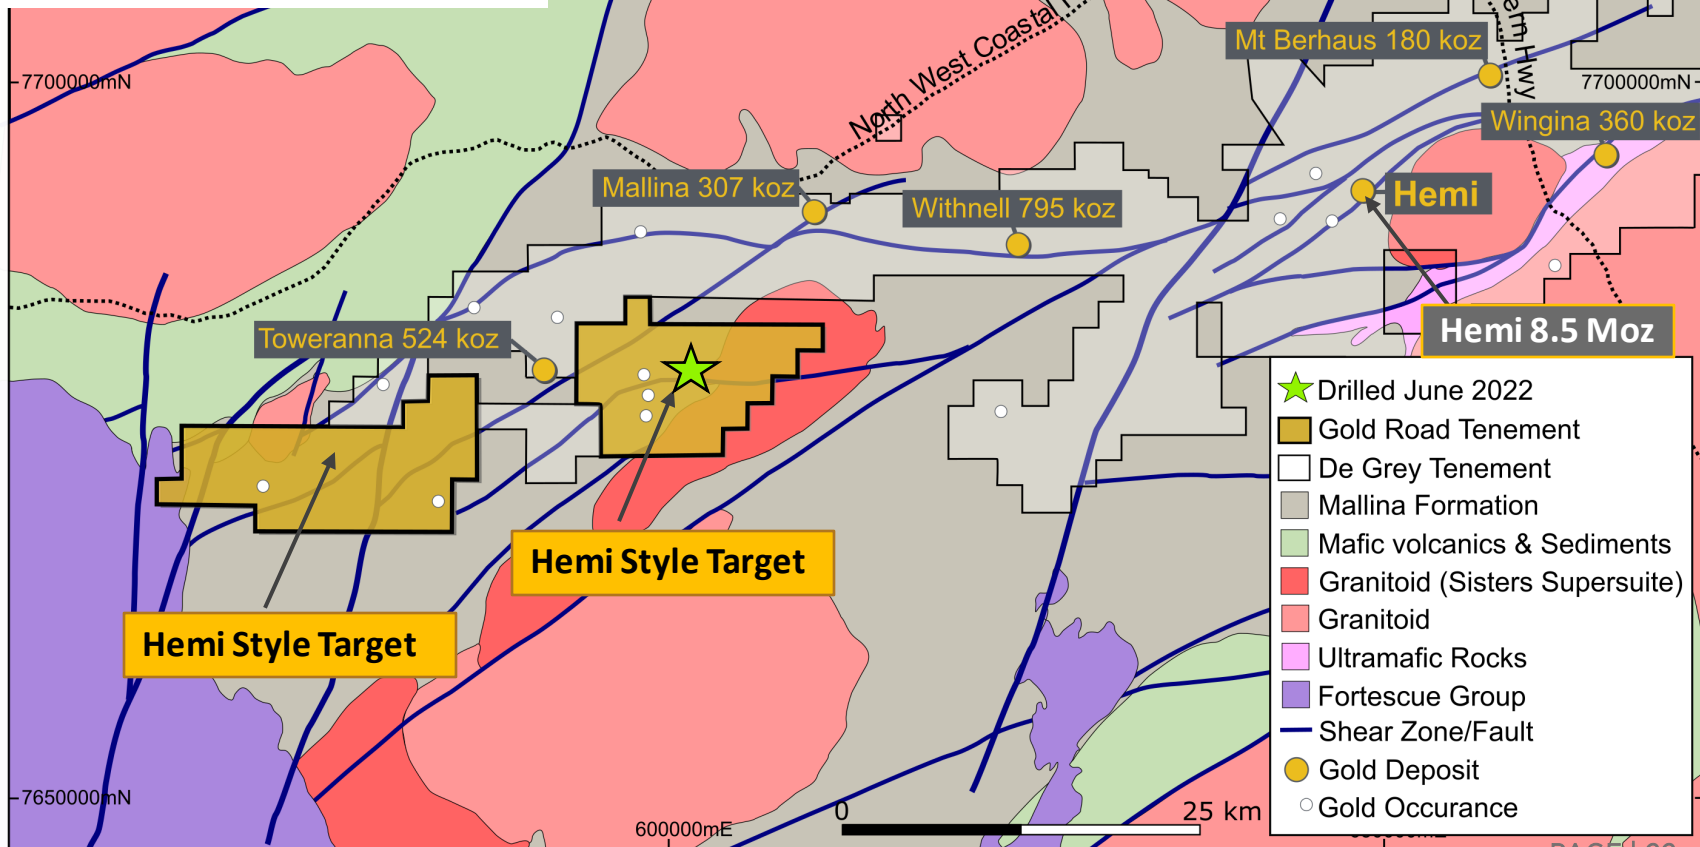 North West Coastal
ern Hwy
Mt Berhaus 180 koz
7700000mN
7700000mN
Wingina 360 koz
Mallina 307 koz
Withnell 795 koz
Hemi
Toweranna 524 koz
Hemi 8.5 Moz
Hemi Style Target
Hemi Style Target
Drilled June 2022
Gold Road Tenement
De Grey Tenement
Mallina Formation
Mafic volcanics & Sediments
Granitoid (Sisters Supersuite)
Granitoid
Ultramafic Rocks
Fortescue Group
Shear Zone/Fault
Gold Deposit
Gold Occurance
7650000mN
600000mE
0
25 km